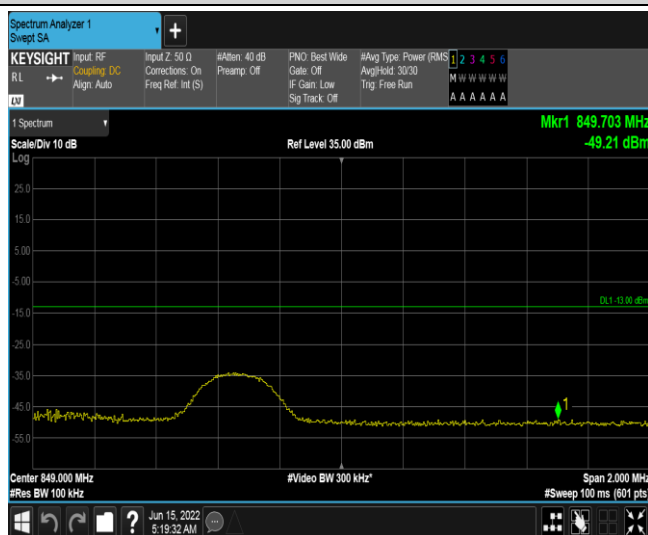 Spectrum Analyzer 1
Swept SA
+
KEYSIGHT
RL
LXI
Input: RF
Coupling: DC
Align: Auto
Input Z: 50 Ω
Corrections: On
Freq Ref: Int (S)
#Atten: 40 dB
Preamp: Off
PNO: Best Wide
Gate: Off
IF Gain: Low
Sig Track: Off
#Avg Type: Power (RMS
Avg|Hold: 30/30
Trig: Free Run
1 2 3 4 5 6
M W W W W W
A A A A A A
1 Spectrum
Scale/Div 10 dB
Ref Level 35.00 dBm
Mkr1 849.703 MHz
-49.21 dBm
Log
25.0
15.0
5.00
-5.00
DL1 -13.00 dBm
-15.0
-25.0
-35.0
-45.0
1
-55.0
Center 849.000 MHz
#Video BW 300 kHz*
Span 2.000 MHz
#Res BW 100 kHz
#Sweep 100 ms (601 pts)
?
Jun 15, 2022
5:19:32 AM